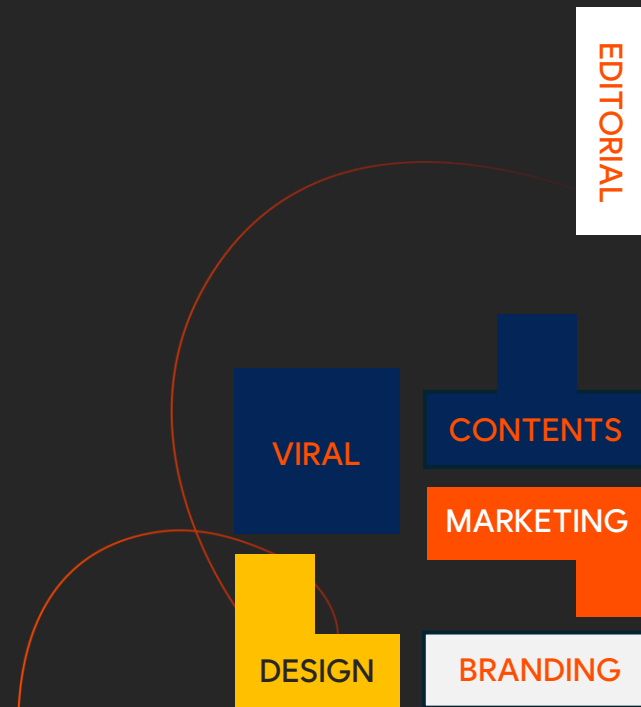 EDITORIAL
CONTENTS
VIRAL
MARKETING
DESIGN
BRANDING